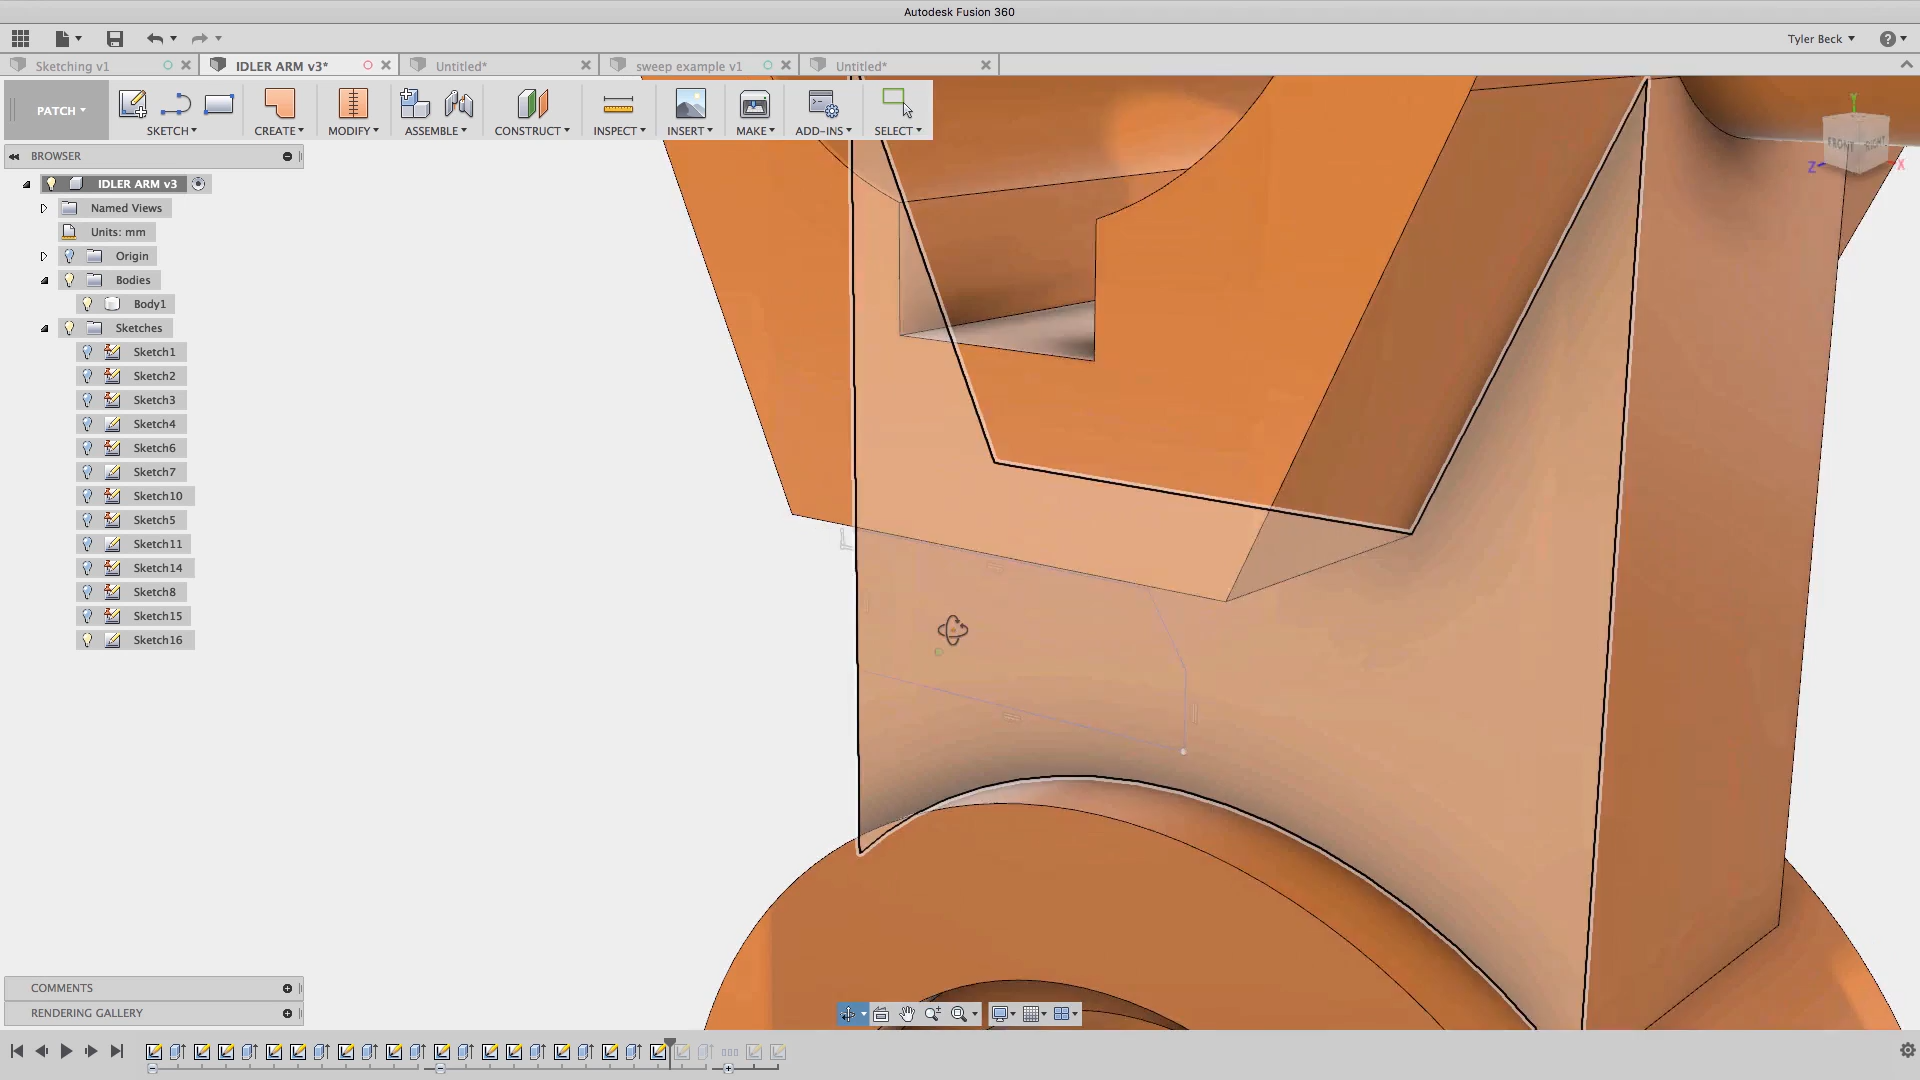 Autodesk Fusion 360
Tyler Beck
Sketching v1
IDLER ARM v3*
Untitled*
sweep example v1
Untitled*
PATCH
SKETCH
CREATE
MODIFY
ASSEMBLE
CONSTRUCT
INSPECT
INSERT
MAKE
ADD-INS
SELECT
Y
FRONT
RIGHT
Z
X
BROWSER
IDLER ARM v3
Named Views
Units: mm
Origin
Bodies
Body1
Sketches
Sketch1
Sketch2
Sketch3
Sketch4
Sketch6
Sketch7
Sketch10
Sketch5
Sketch11
Sketch14
Sketch8
Sketch15
Sketch16
COMMENTS
RENDERING GALLERY